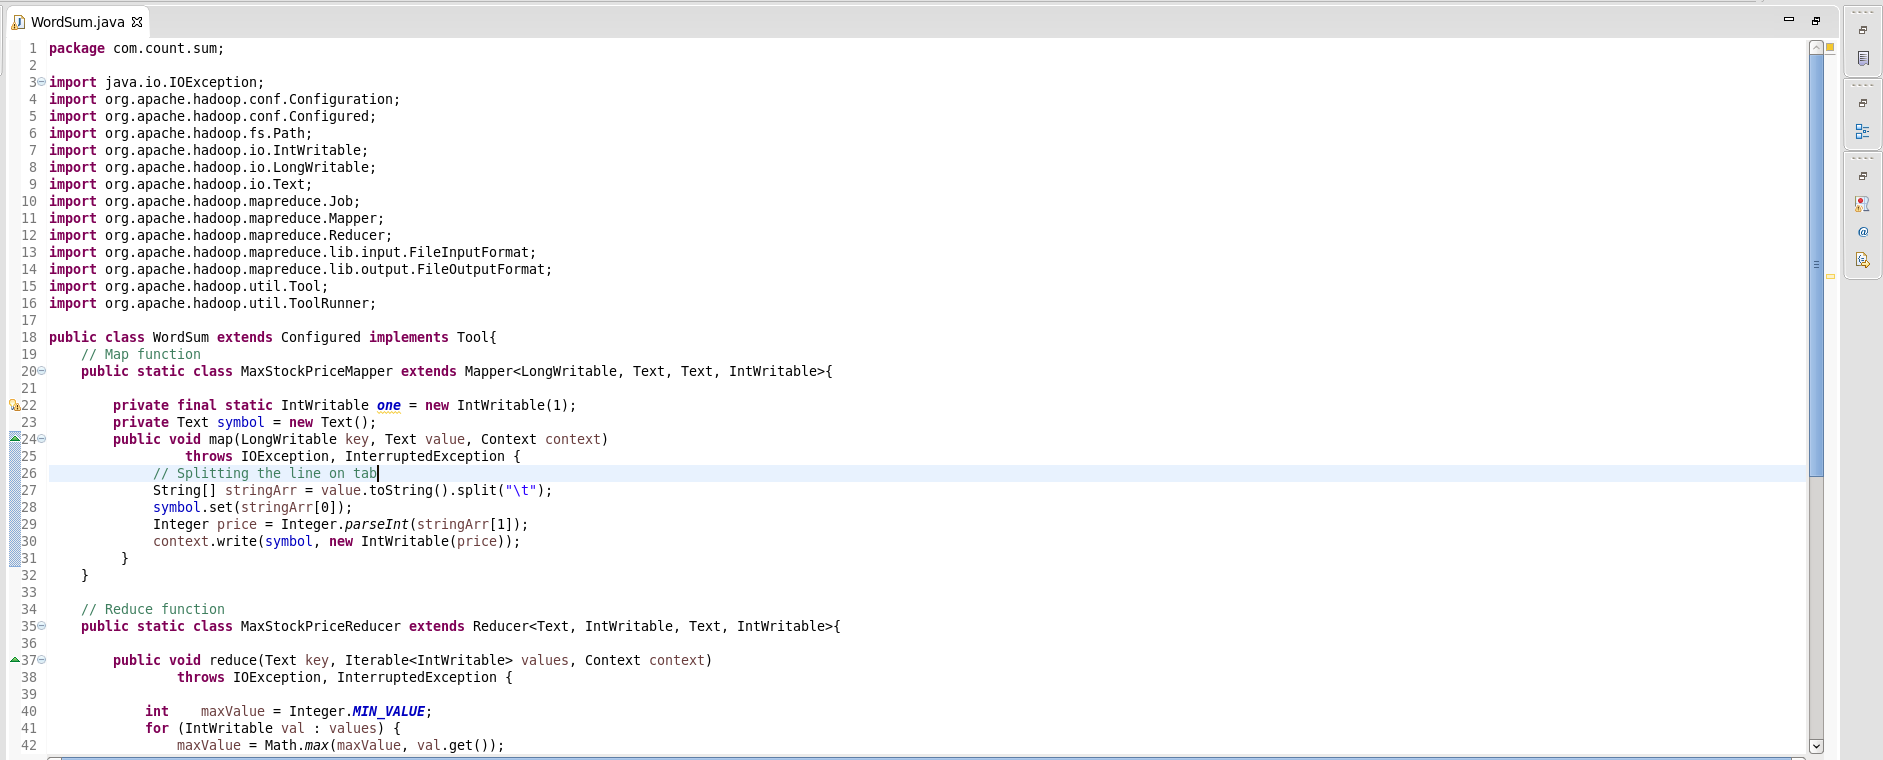 WordSum.java
1 package com.count.sum;
2
3 import java.io.IOException;
4 import org.apache.hadoop.conf.Configuration;
5 import org.apache.hadoop.conf.Configured;
6 import org.apache.hadoop.fs.Path;
7 import org.apache.hadoop.io.IntWritable;
8 import org.apache.hadoop.io.LongWritable;
9 import org.apache.hadoop.io.Text;
10 import org.apache.hadoop.mapreduce.Job;
11 import org.apache.hadoop.mapreduce.Mapper;
12 import org.apache.hadoop.mapreduce.Reducer;
13 import org.apache.hadoop.mapreduce.lib.input.FileInputFormat;
14 import org.apache.hadoop.mapreduce.lib.output.FileOutputFormat;
15 import org.apache.hadoop.util.Tool;
16 import org.apache.hadoop.util.ToolRunner;
17
18 public class WordSum extends Configured implements Tool{
19     // Map function
20     public static class MaxStockPriceMapper extends Mapper<LongWritable, Text, Text, IntWritable>{
21
22         private final static IntWritable one = new IntWritable(1);
23         private Text symbol = new Text();
24         public void map(LongWritable key, Text value, Context context)
25                  throws IOException, InterruptedException {
26              // Splitting the line on tab
27              String[] stringArr = value.toString().split("\t");
28              symbol.set(stringArr[0]);
29              Integer price = Integer.parseInt(stringArr[1]);
30              context.write(symbol, new IntWritable(price));
31          }
32     }
33
34     // Reduce function
35     public static class MaxStockPriceReducer extends Reducer<Text, IntWritable, Text, IntWritable>{
36
37         public void reduce(Text key, Iterable<IntWritable> values, Context context)
38                 throws IOException, InterruptedException {
39
40             int    maxValue = Integer.MIN_VALUE;
41             for (IntWritable val : values) {
42                 maxValue = Math.max(maxValue, val.get());